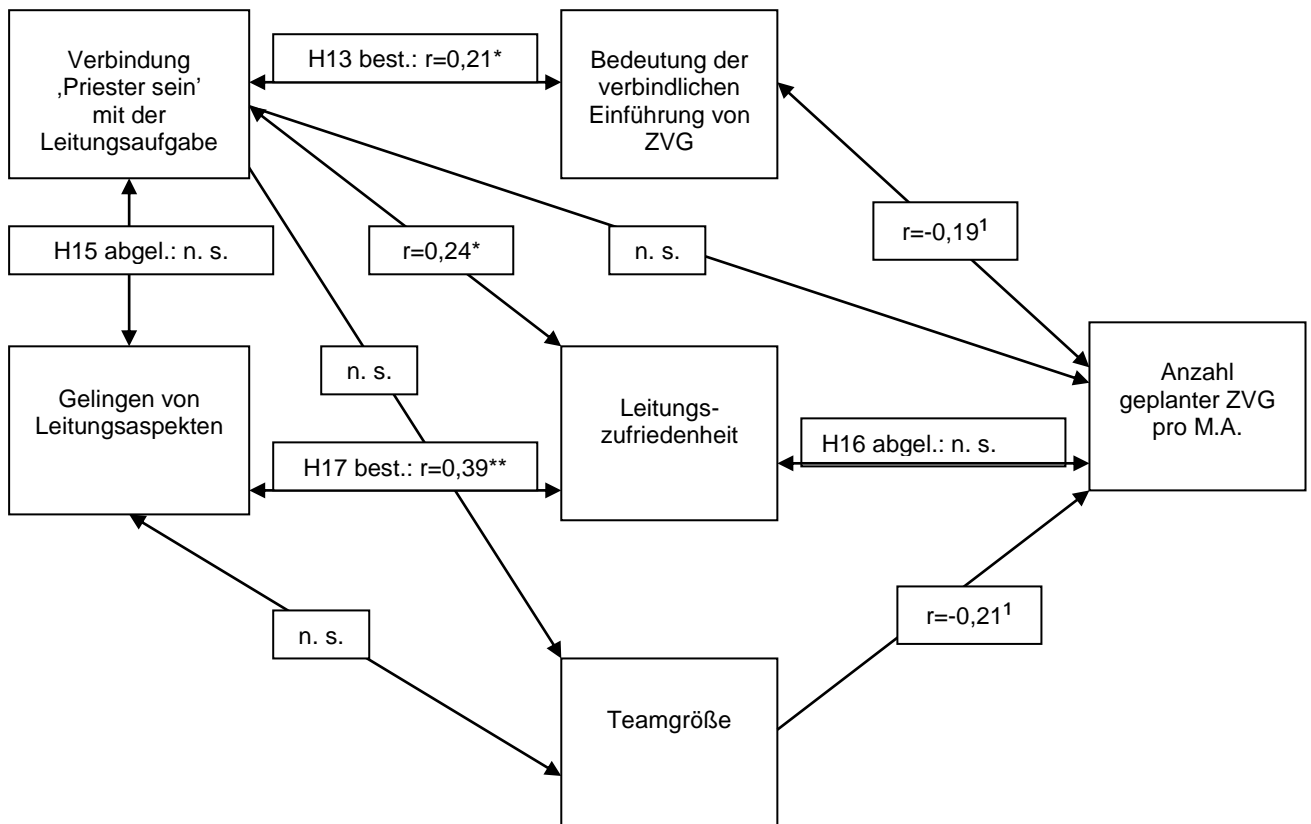 Verbindung
‚Priester sein’
mit der
Leitungsaufgabe
H13 best.: r=0,21*
Bedeutung der
verbindlichen
Einführung von
ZVG
H15 abgel.: n. s.
r=0,24*
n. s.
r=-0,19¹
Gelingen von
Leitungsaspekten
n. s.
Leitungs-
zufriedenheit
Anzahl
geplanter ZVG
pro M.A.
H17 best.: r=0,39**
H16 abgel.: n. s.
n. s.
r=-0,21¹
Teamgröße